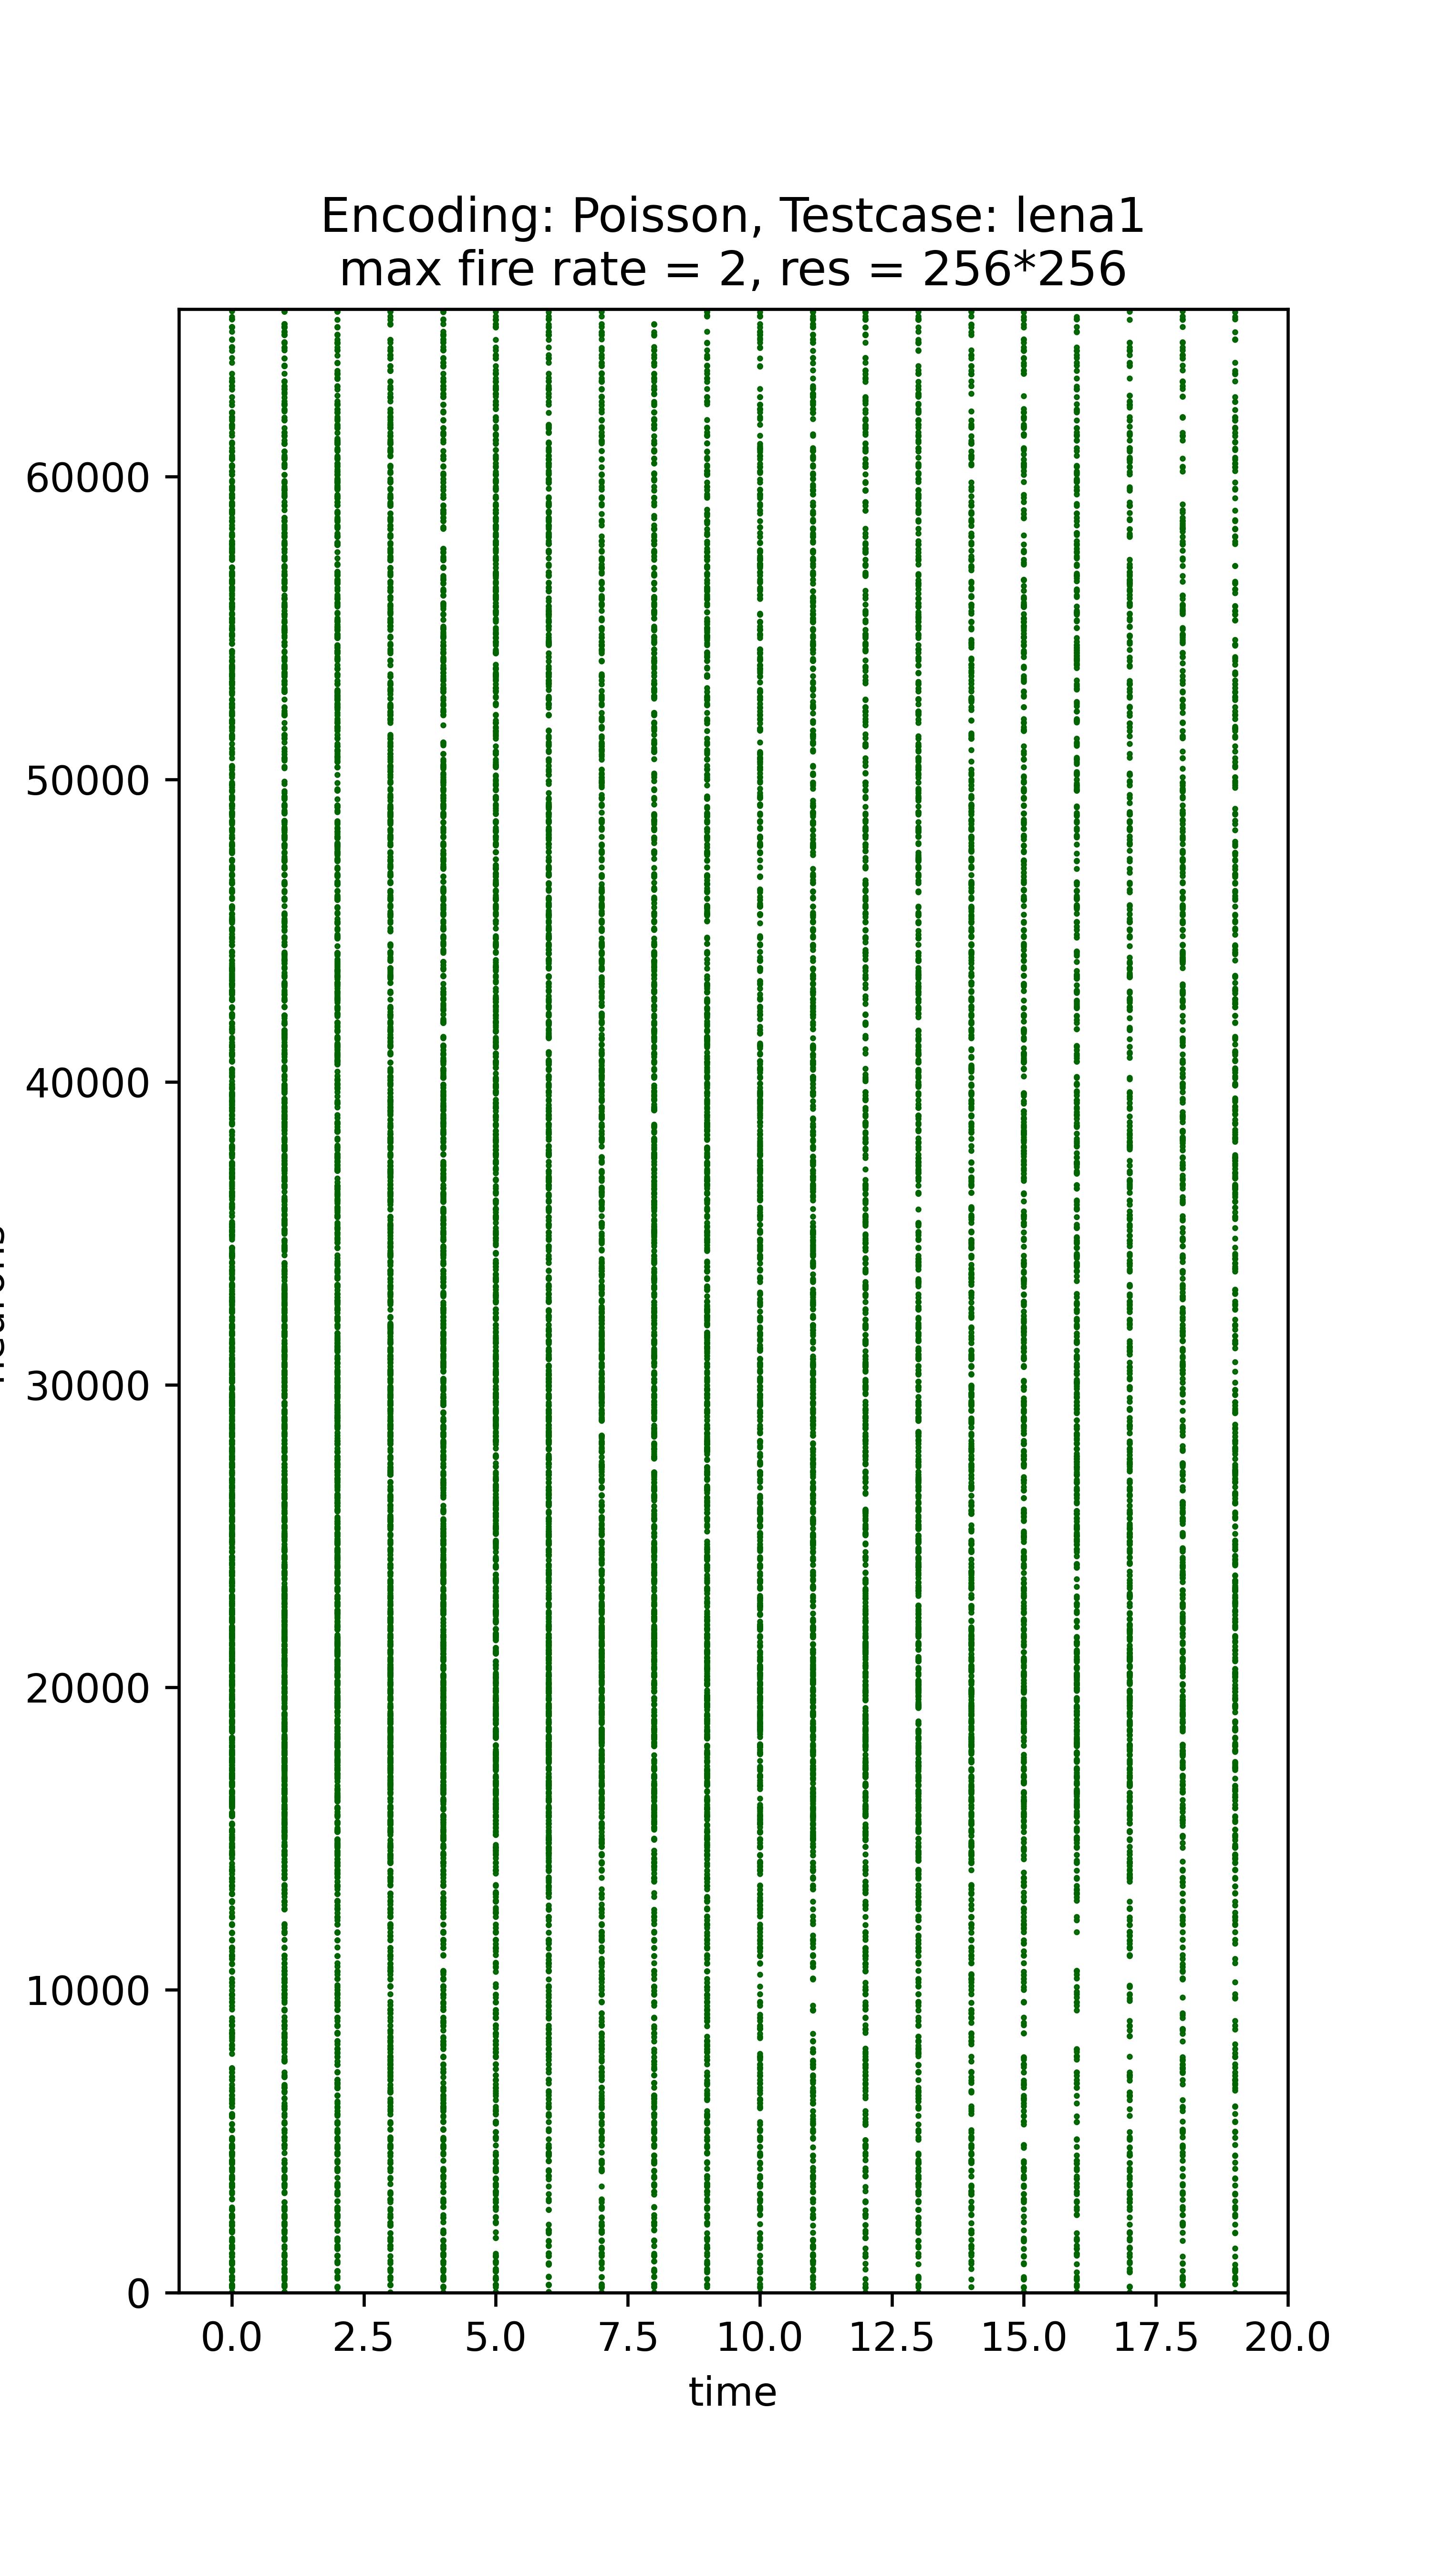 Encoding: Poisson, Testcase: lena1
max fire rate = 2, res = 256*256
60000
50000
40000
30000
20000
10000
0
0.0 2.5 5.0 7.5 10.0 12.5 15.0 17.5 20.0
time